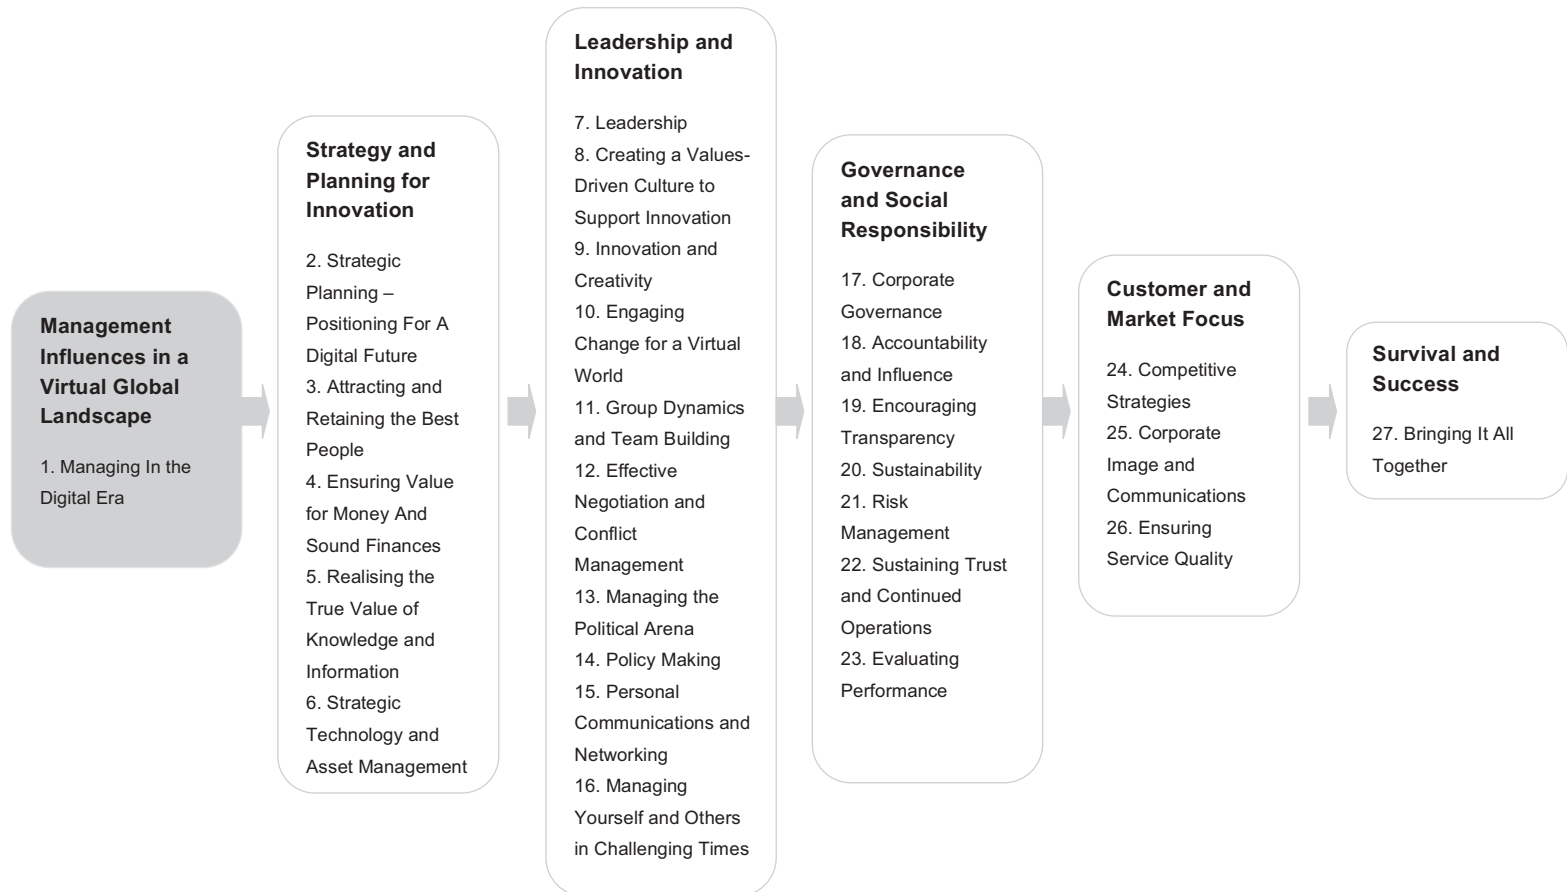 Management
Influences in a
Virtual Global
Landscape
1. Managing In the
Digital Era
Strategy and
Planning for
Innovation
2. Strategic
Planning –
Positioning For A
Digital Future
3. Attracting and
Retaining the Best
People
4. Ensuring Value
for Money And
Sound Finances
5. Realising the
True Value of
Knowledge and
Information
6. Strategic
Technology and
Asset Management
Leadership and
Innovation
7. Leadership
8. Creating a Values-
Driven Culture to
Support Innovation
9. Innovation and
Creativity
10. Engaging
Change for a Virtual
World
11. Group Dynamics
and Team Building
12. Effective
Negotiation and
Conflict
Management
13. Managing the
Political Arena
14. Policy Making
15. Personal
Communications and
Networking
16. Managing
Yourself and Others
in Challenging Times
Governance
and Social
Responsibility
17. Corporate
Governance
18. Accountability
and Influence
19. Encouraging
Transparency
20. Sustainability
21. Risk
Management
22. Sustaining Trust
and Continued
Operations
23. Evaluating
Performance
Customer and
Market Focus
24. Competitive
Strategies
25. Corporate
Image and
Communications
26. Ensuring
Service Quality
Survival and
Success
27. Bringing It All
Together